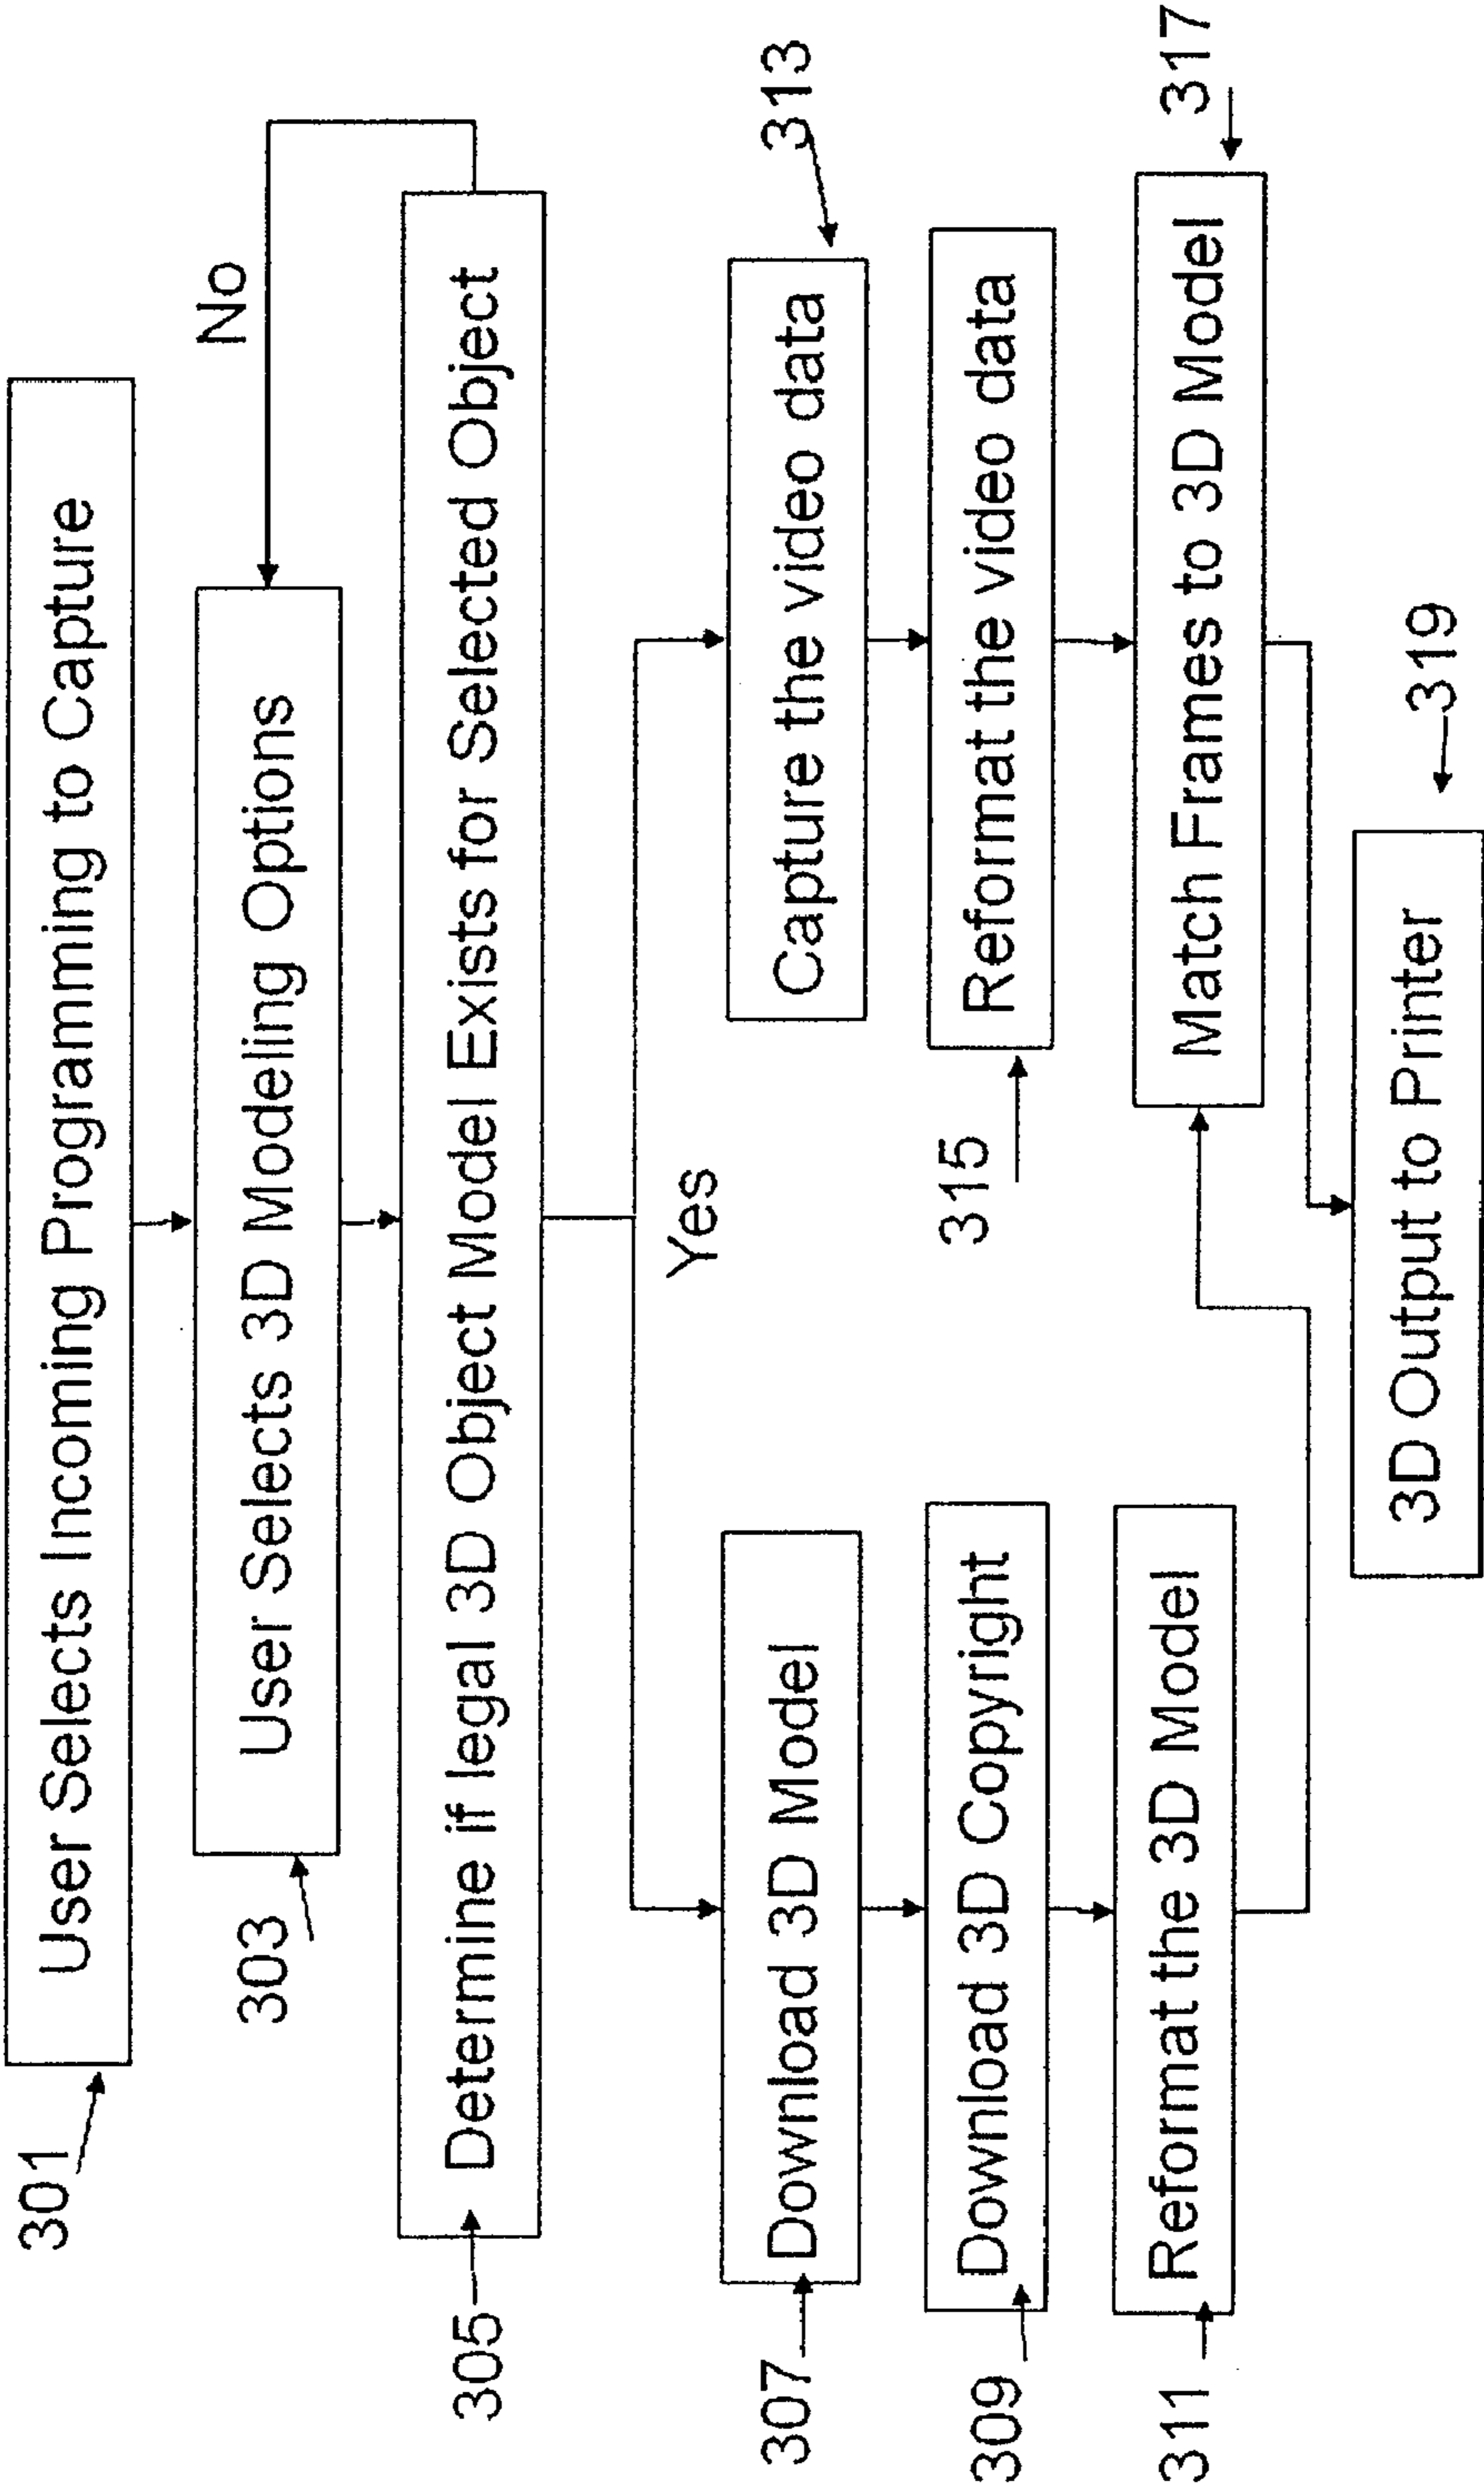 301
User Selects Incoming Programming to Capture
303
User Selects 3D Modeling Options
No
305
Determine if legal 3D Object Model Exists for Selected Object
Yes
307
Download 3D Model
309
Download 3D Copyright
311
Reformat the 3D Model
313
Capture the video data
315
Reformat the video data
317
Match Frames to 3D Model
319
3D Output to Printer